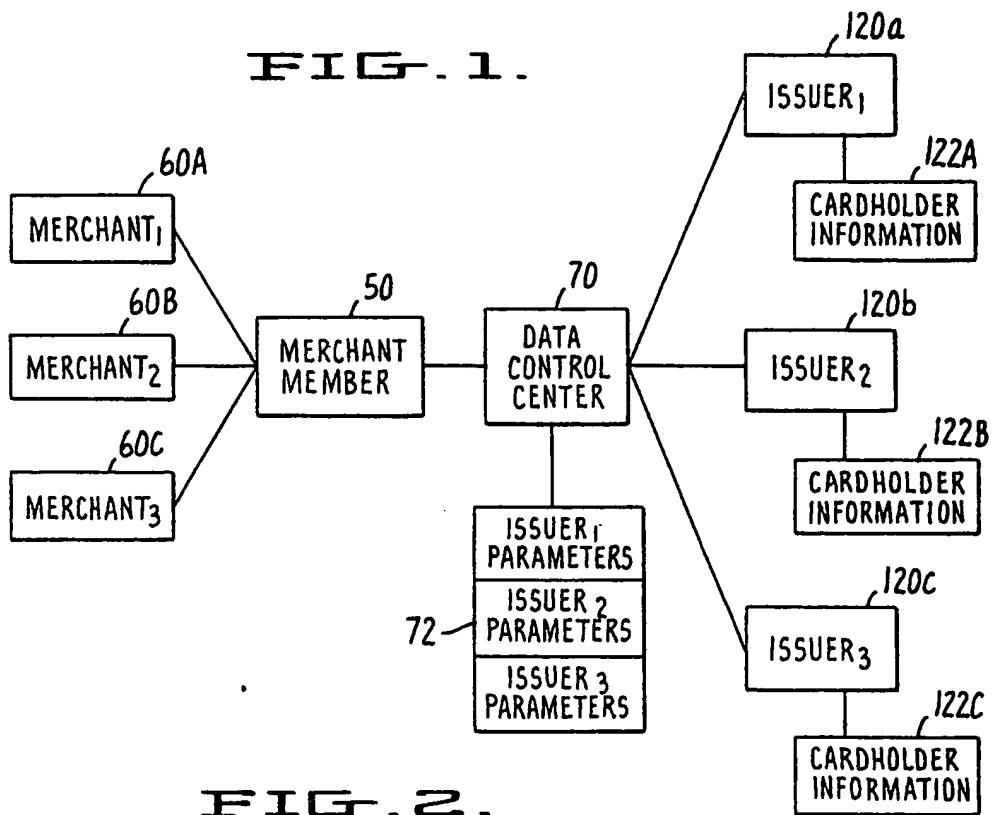 FIG. 1.
120a
ISSUER₁
122A
CARDHOLDER
INFORMATION
60A
MERCHANT₁
60B
MERCHANT₂
60C
MERCHANT₃
50
MERCHANT
MEMBER
70
DATA
CONTROL
CENTER
120b
ISSUER₂
122B
CARDHOLDER
INFORMATION
72
ISSUER₁
PARAMETERS
ISSUER₂
PARAMETERS
ISSUER₃
PARAMETERS
120c
ISSUER₃
122C
CARDHOLDER
INFORMATION
FIG. 2.